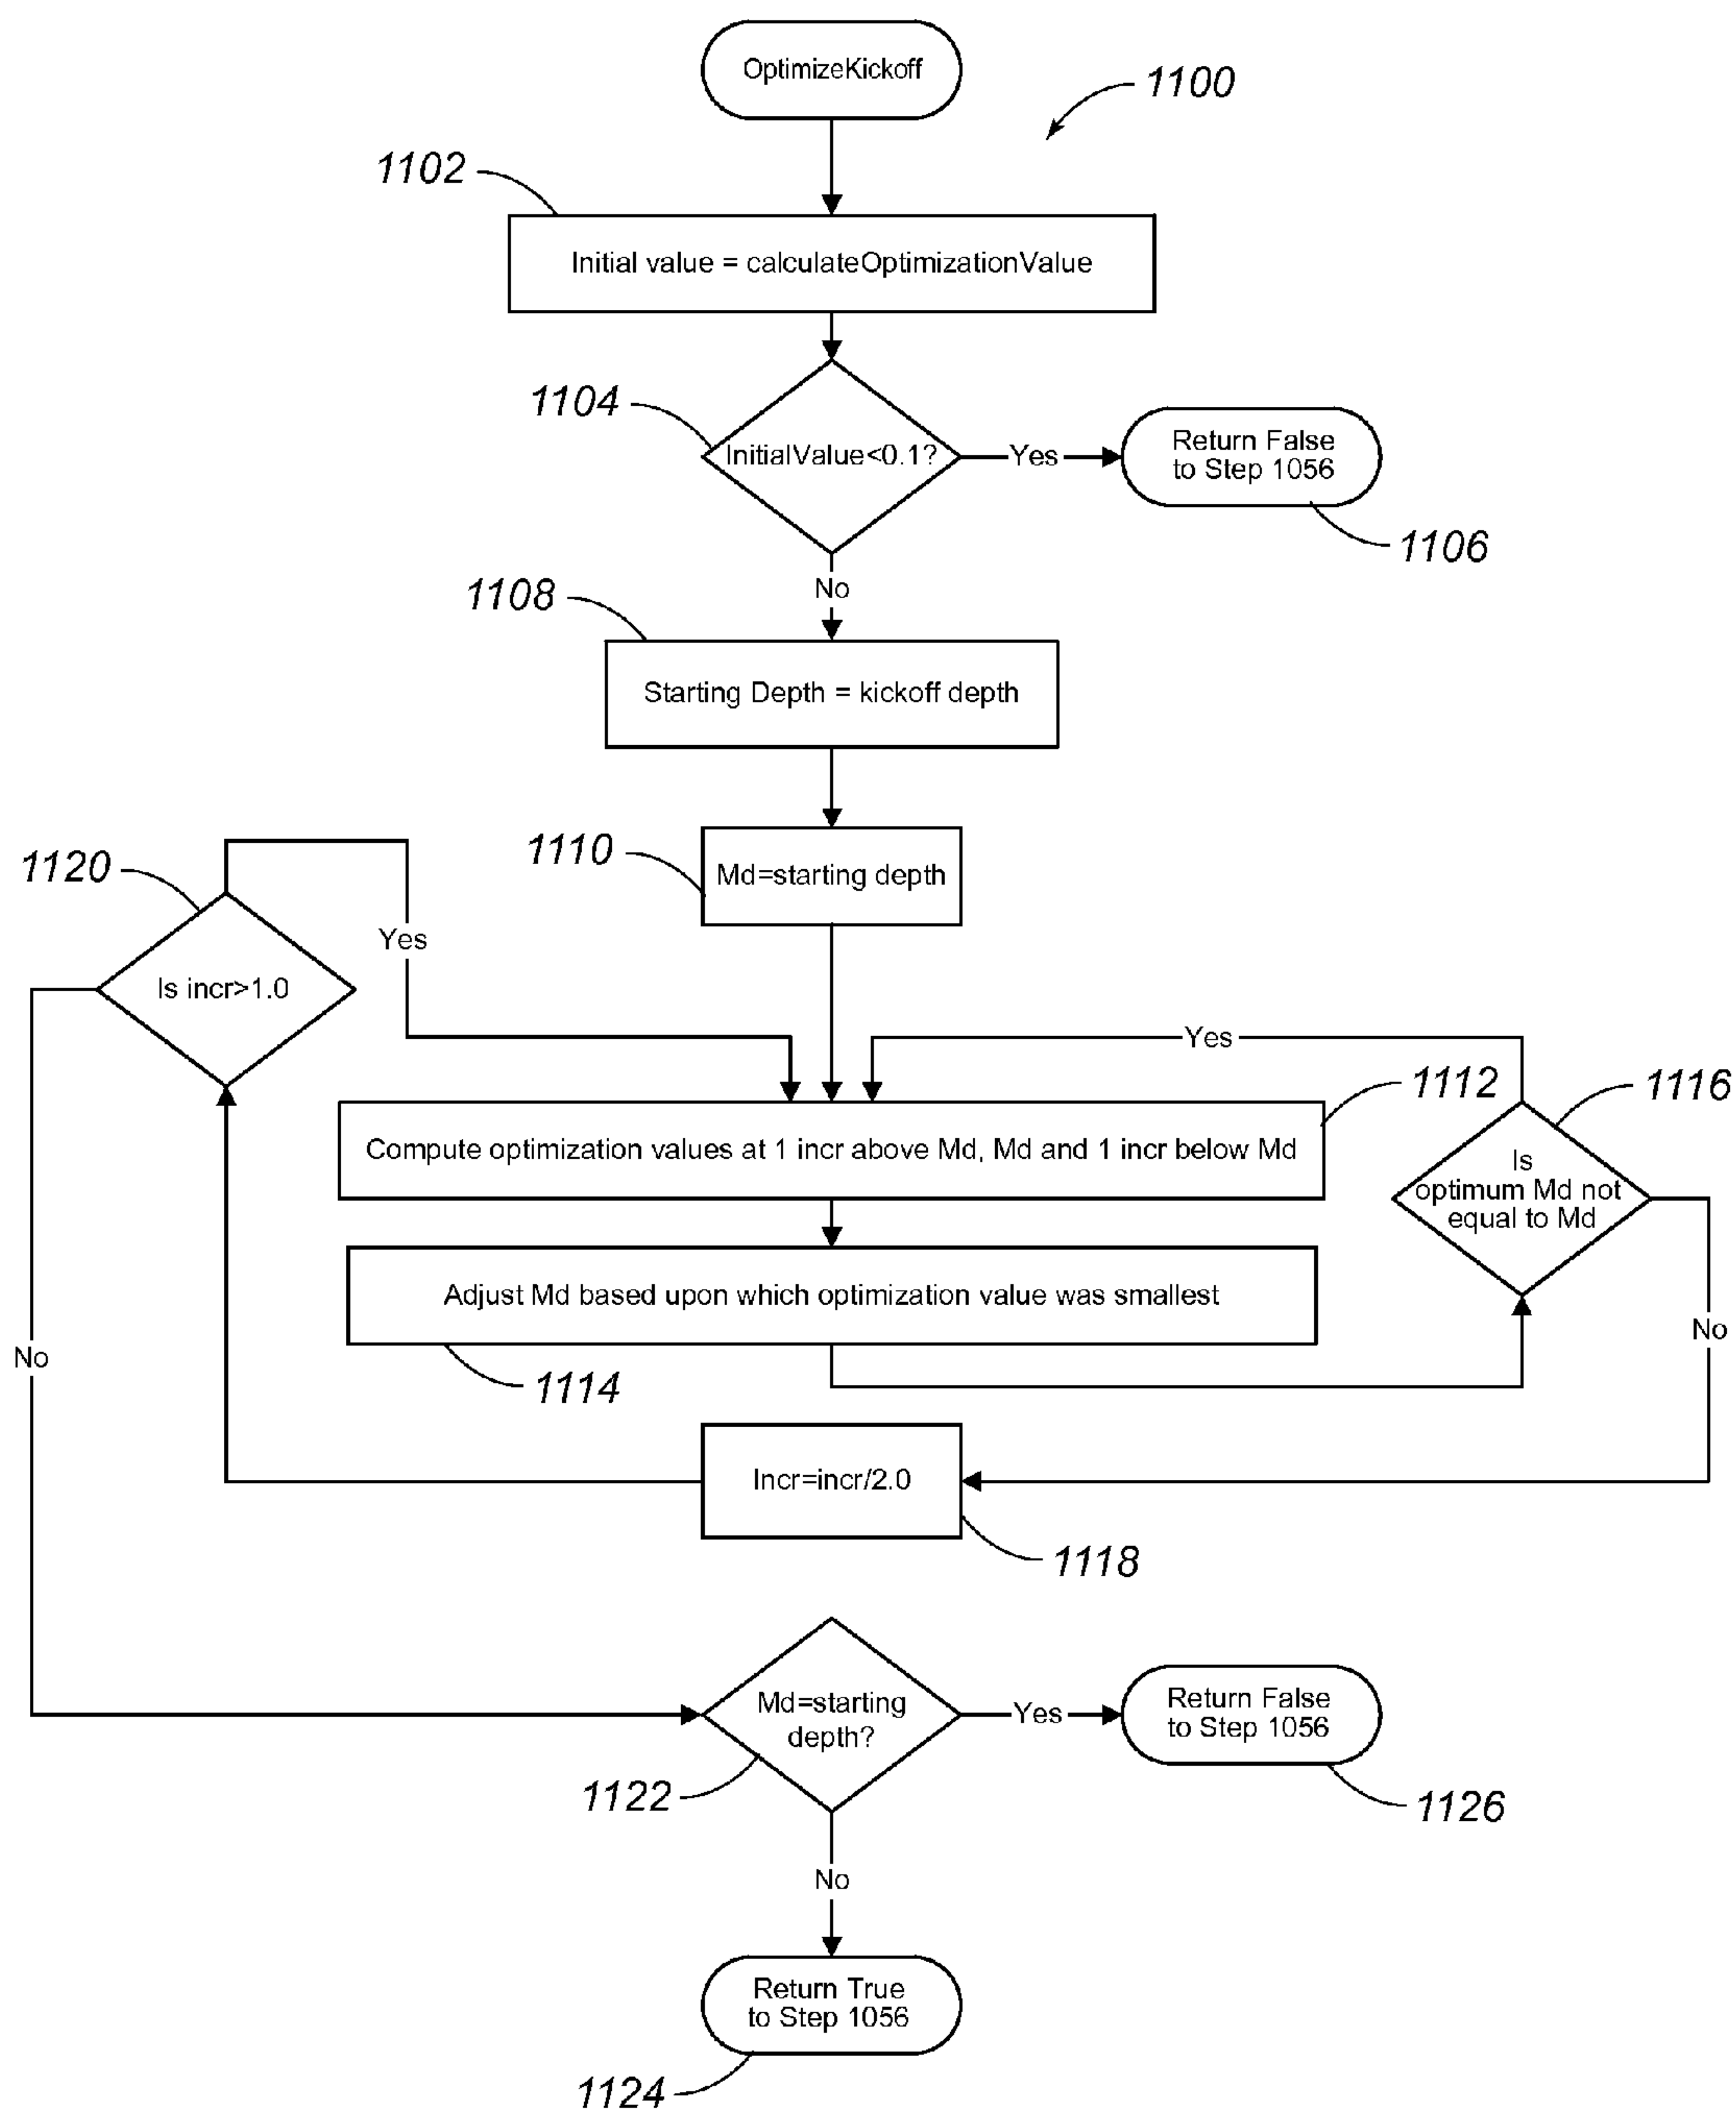 OptimizeKickoff
1100
1102
Initial value = calculateOptimizationValue
1104
InitialValue<0.1?
Yes
Return False
to Step 1056
1106
No
1108
Starting Depth = kickoff depth
1110
Md=starting depth
1120
Is incr>1.0
Yes
Yes
1112
1116
Compute optimization values at 1 incr above Md, Md and 1 incr below Md
Is
optimum Md not
equal to Md
Adjust Md based upon which optimization value was smallest
No
No
1114
Incr=incr/2.0
1118
Md=starting
depth?
Yes
Return False
to Step 1056
1122
1126
No
Return True
to Step 1056
1124